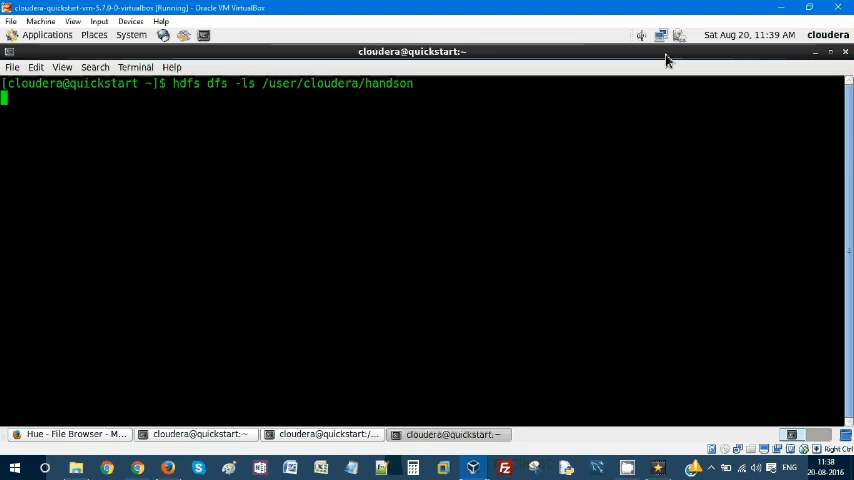 cloudera-quickstart-vm-5.7.0-0-virtualbox [Running] - Oracle VM VirtualBox
File Machine View Input Devices Help
Applications Places System Sat Aug 20, 11:39 AM cloudera
cloudera@quickstart:~
File Edit View Search Terminal Help
[cloudera@quickstart ~]$ hdfs dfs -ls /user/cloudera/handson
Hue - File Browser - M... cloudera@quickstart:~ cloudera@quickstart:/... cloudera@quickstart:~
Right Ctrl
ENG 11:38
20-08-2016